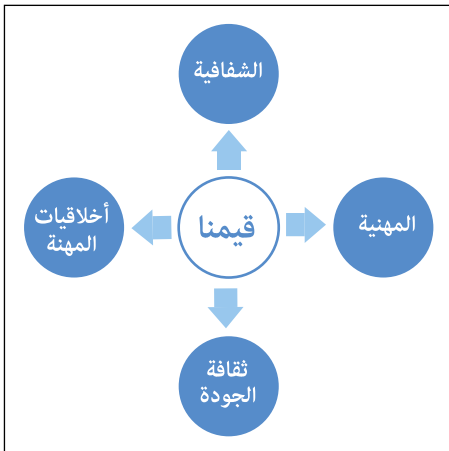 الشفافية
المهنية
قيمنا
أخلاقيات
المهنة
ثقافة
الجودة